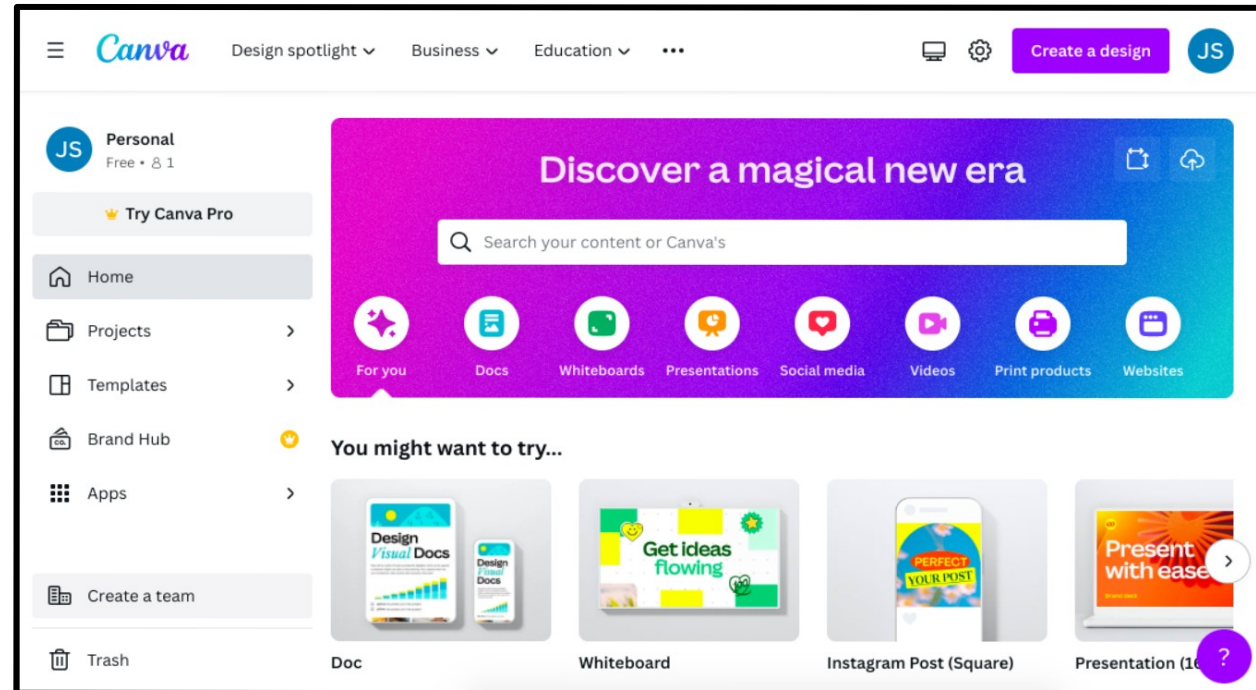 Canva
Design spotlight
Business
Education
•••
Create a design
JS
JS
Personal
Free • 1
Try Canva Pro
Home
Projects
Templates
CO.
Brand Hub
Apps
Create a team
Trash
Discover a magical new era
Search your content or Canva's
For you
Docs
Whiteboards
Presentations
Social media
Videos
Print products
Websites
You might want to try...
Design
Visual Docs
Design
Visual
Docs
Doc
Get ideas
flowing
100
Whiteboard
PERFECT
YOUR POST
Instagram Post (Square)
Present
with ease
Presentation (16
?